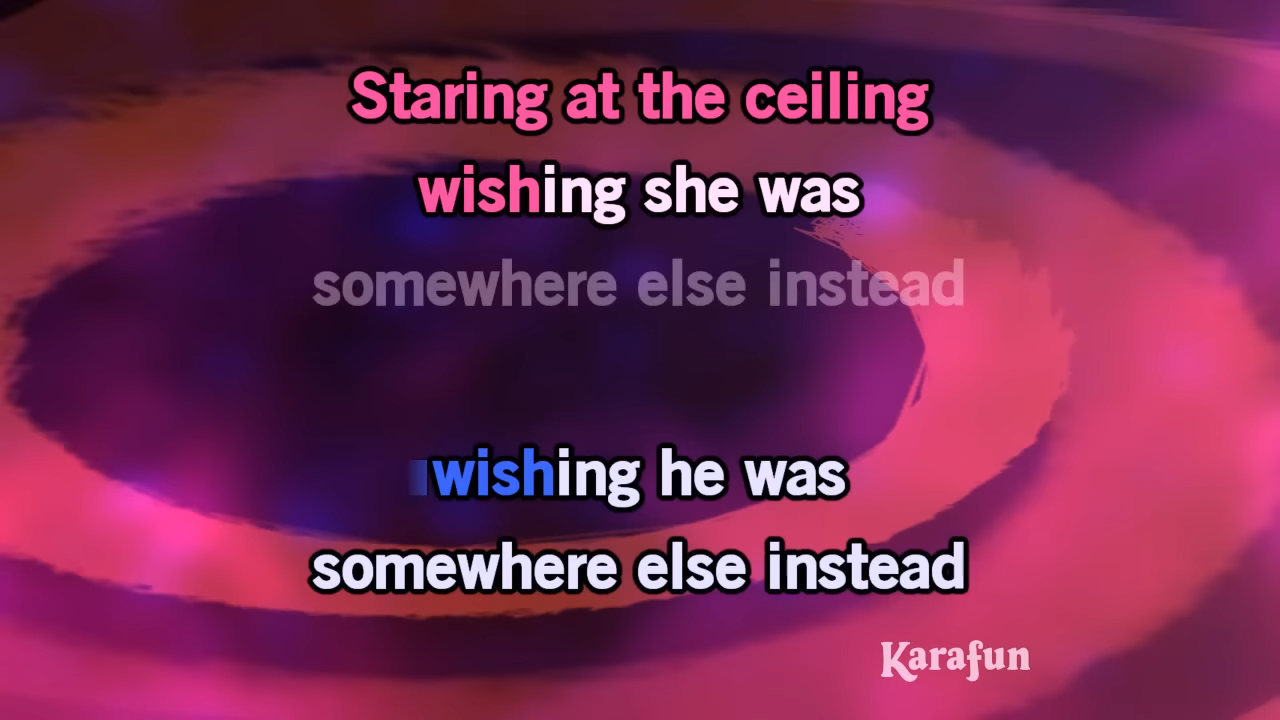 Staring at the ceiling
wishing she was
somewhere else instead
wishing he was
somewhere else instead
Karafun